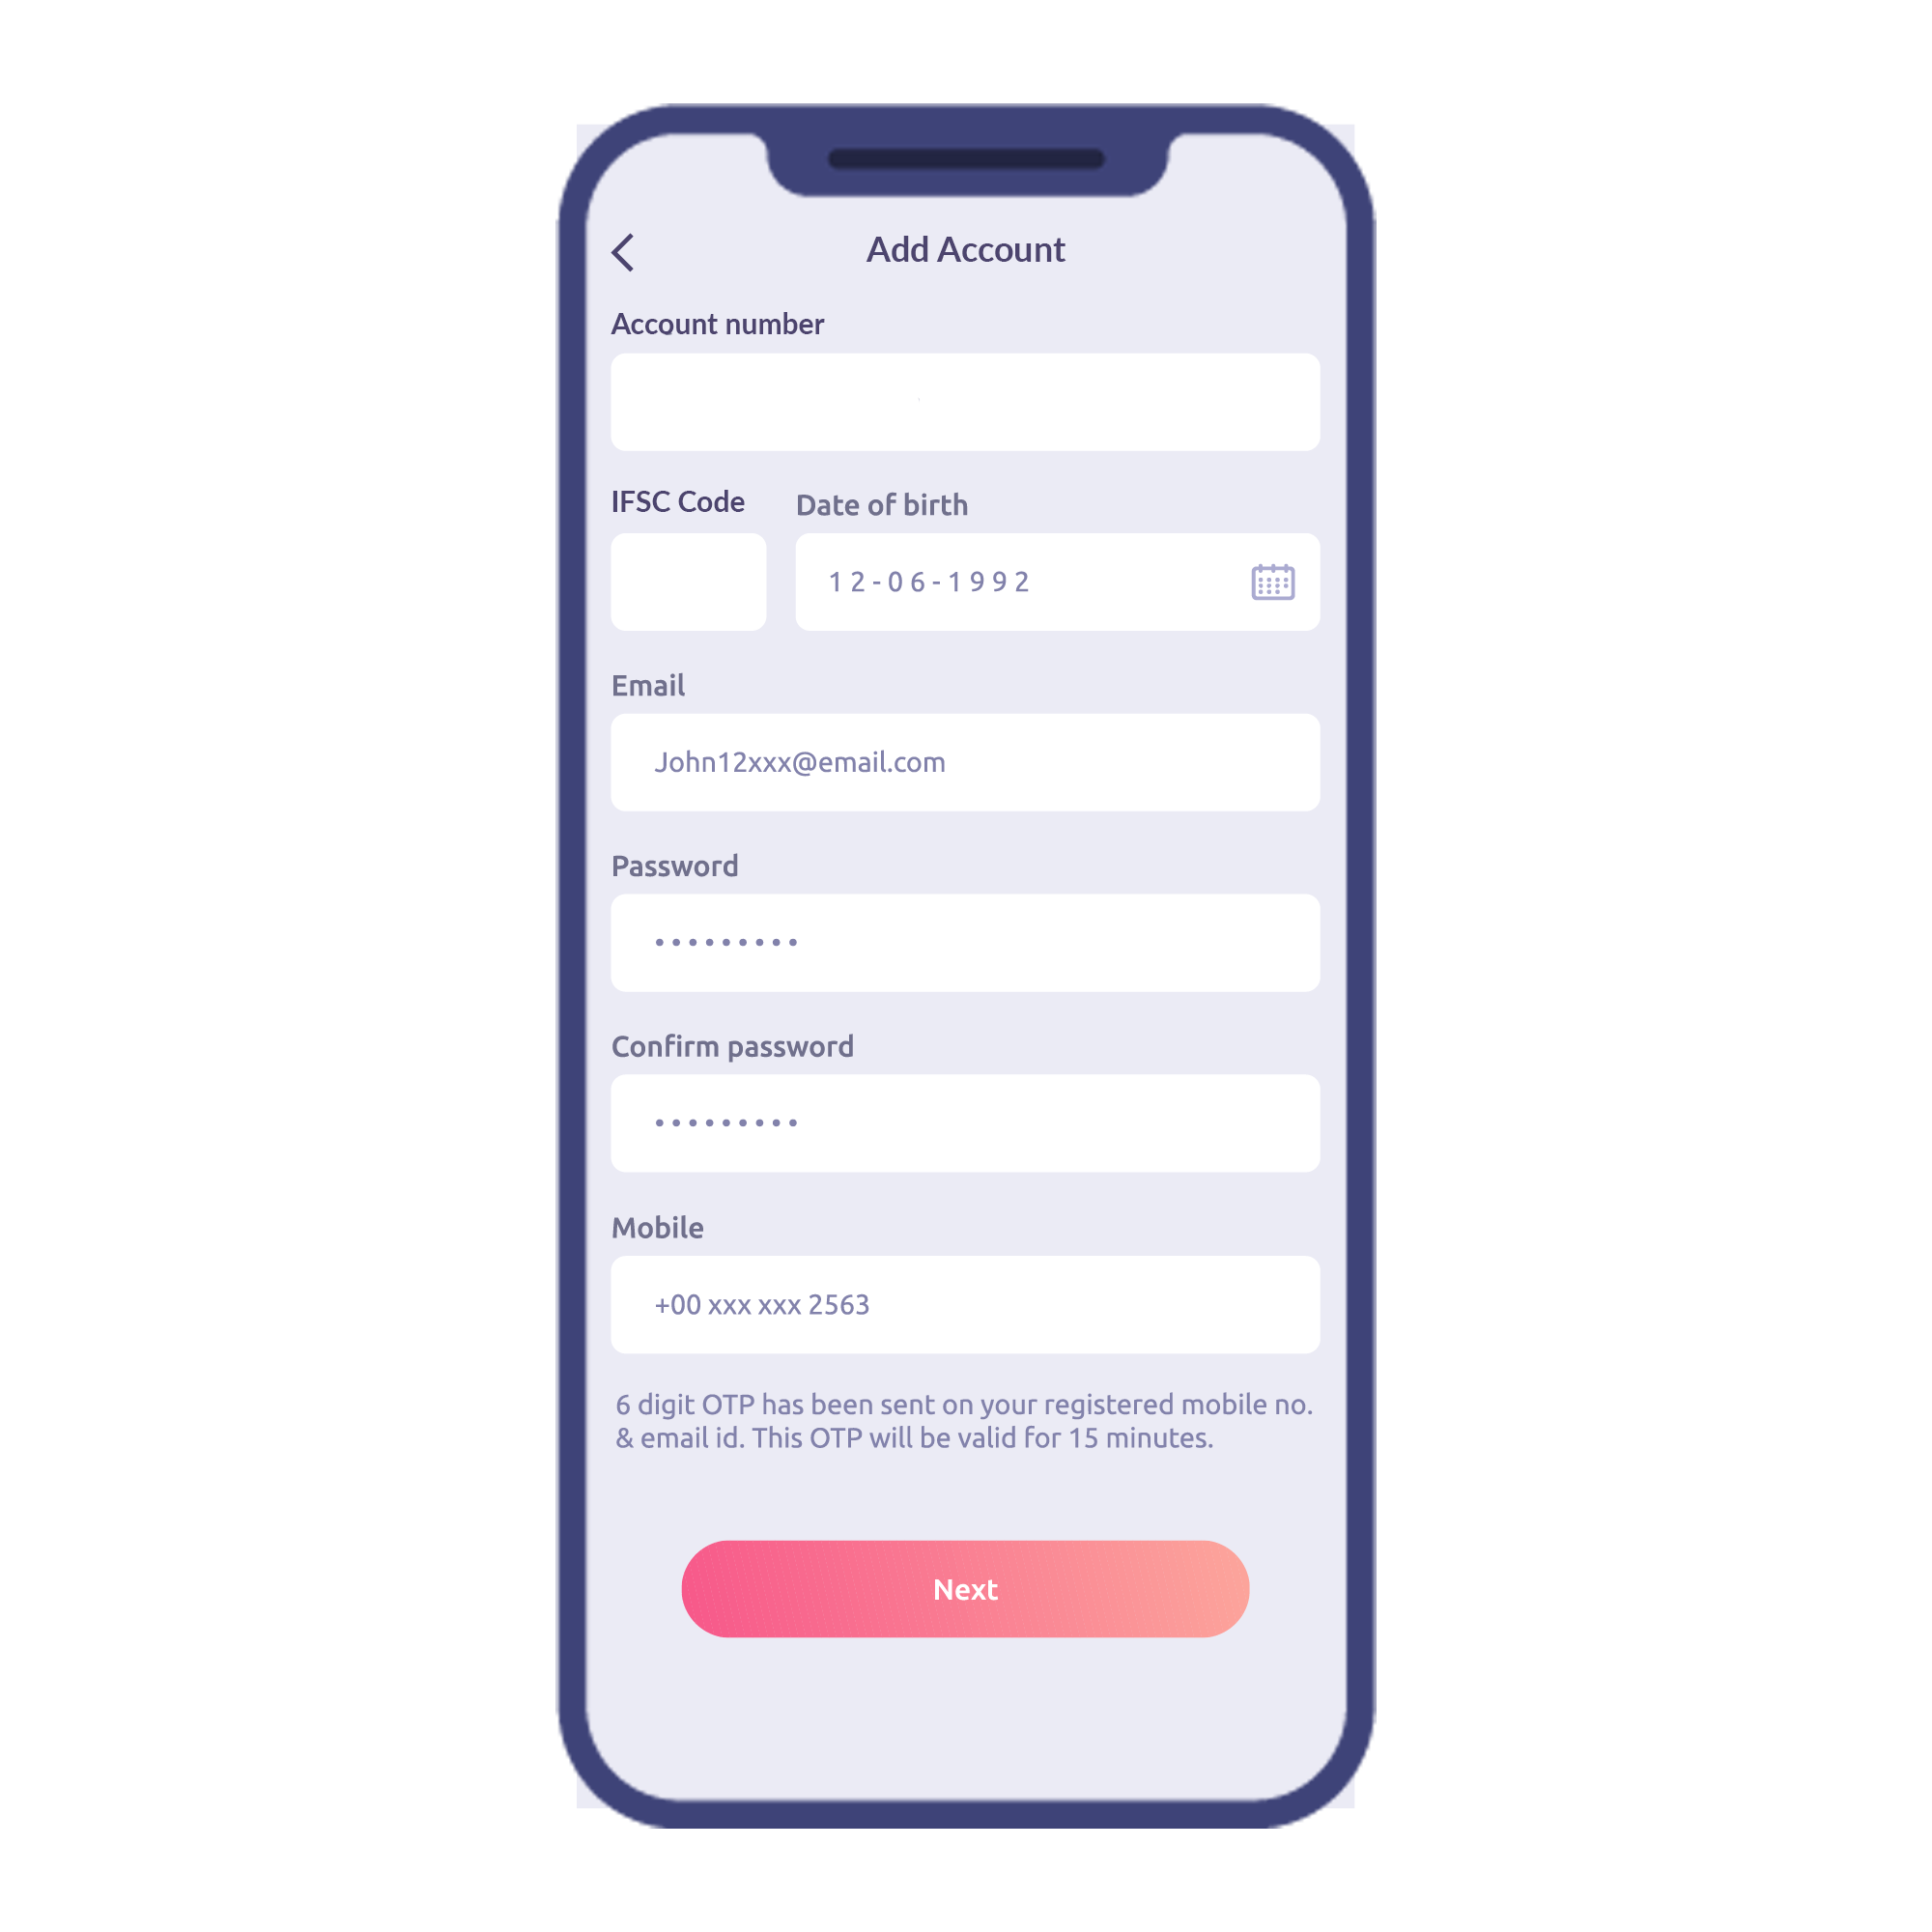 Add Account
Account number
IFSC Code
Date of birth
12-06-1992
Email
John12xxx@email.com
Password
•••••••••
Confirm password
•••••••••
Mobile
+00 xxx xxx 2563
6 digit OTP has been sent on your registered mobile no.
& email id. This OTP will be valid for 15 minutes.
Next